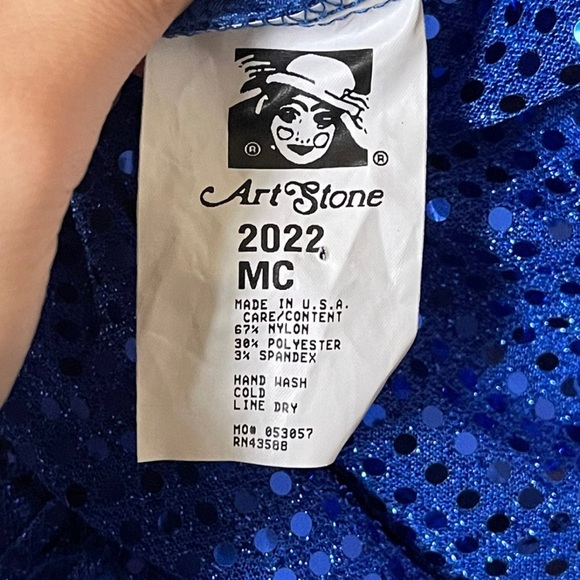 ® ®
Art Stone
2022
MC
MADE IN U.S.A.
CARE/CONTENT
67% NYLON
30% POLYESTER
3% SPANDEX
HAND WASH
COLD
LINE DRY
MO# 053057
RN43588